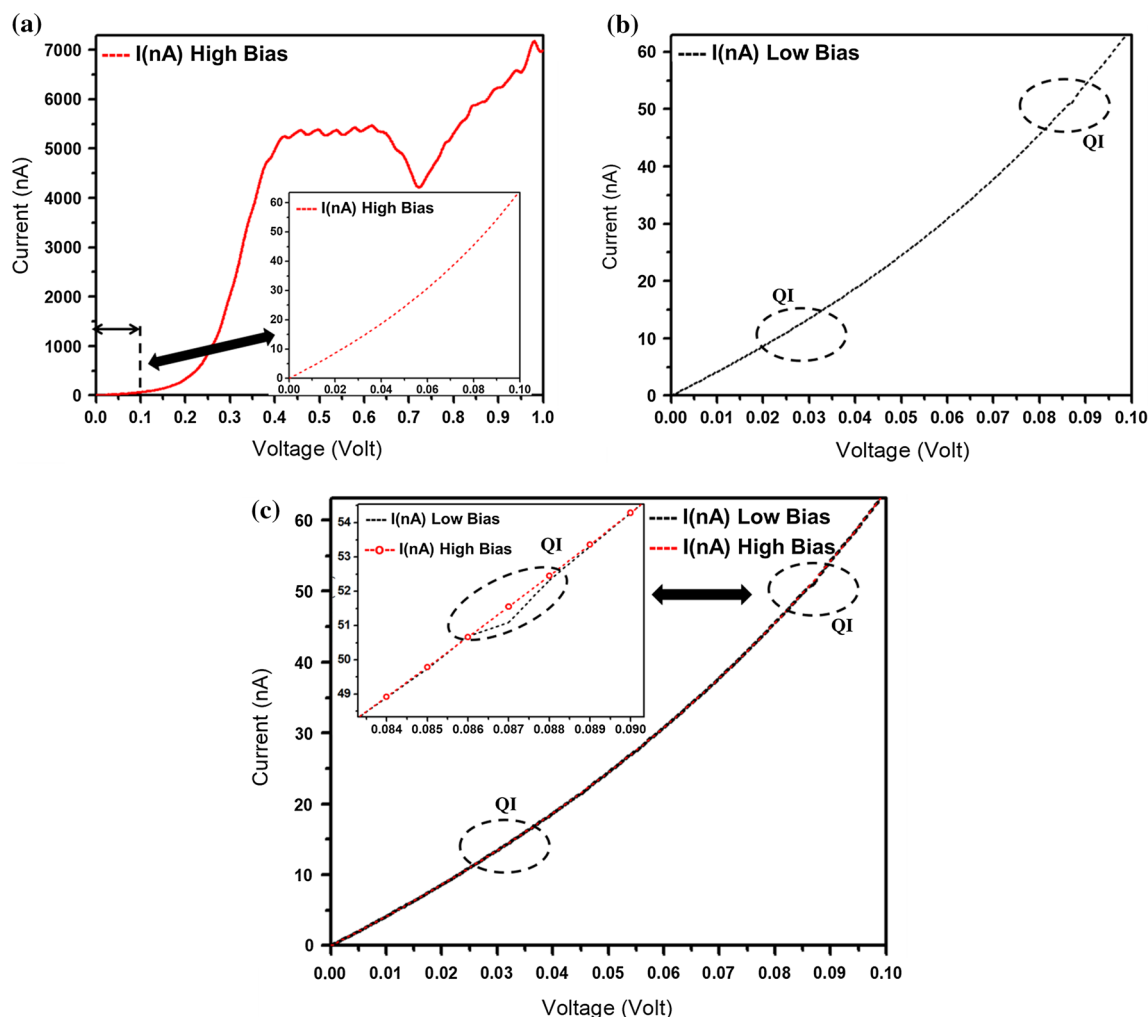 (a)
I(nA) High Bias
Current (nA)
7000
6000
5000
4000
3000
2000
1000
0
0.0 0.1 0.2 0.3 0.4 0.5 0.6 0.7 0.8 0.9 1.0
Voltage (Volt)
I(nA) High Bias
60
50
40
30
20
10
0
0.00 0.02 0.04 0.06 0.08 0.10
(b)
I(nA) Low Bias
Current (nA)
60
50
40
30
20
10
0
QI
QI
0.00 0.01 0.02 0.03 0.04 0.05 0.06 0.07 0.08 0.09 0.10
Voltage (Volt)
(c)
I(nA) Low Bias
I(nA) High Bias
Current (nA)
60
50
40
30
20
10
0
QI
QI
0.00 0.01 0.02 0.03 0.04 0.05 0.06 0.07 0.08 0.09 0.10
Voltage (Volt)
I(nA) Low Bias
I(nA) High Bias
QI
54
53
52
51
50
49
0.084 0.085 0.086 0.087 0.088 0.089 0.090